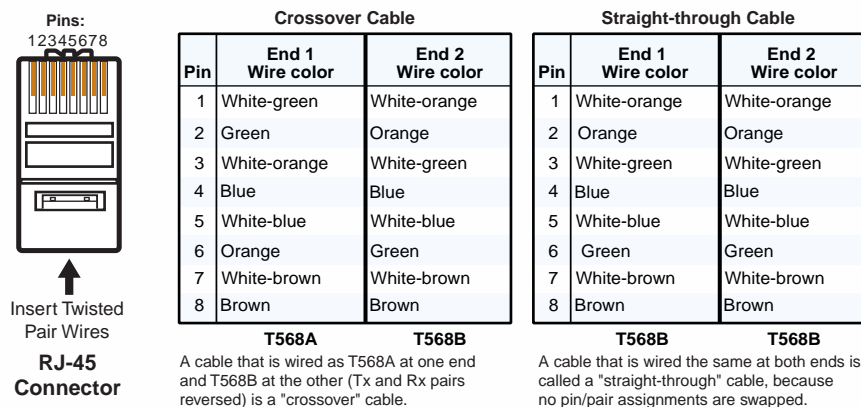 Pins:
12345678
Insert Twisted
Pair Wires
RJ-45
Connector
Crossover Cable
Pin End 1 Wire color End 2 Wire color
1 White-green White-orange
2 Green Orange
3 White-orange White-green
4 Blue Blue
5 White-blue White-blue
6 Orange Green
7 White-brown White-brown
8 Brown Brown
T568A T568B
A cable that is wired as T568A at one end
and T568B at the other (Tx and Rx pairs
reversed) is a "crossover" cable.
Straight-through Cable
Pin End 1 Wire color End 2 Wire color
1 White-orange White-orange
2 Orange Orange
3 White-green White-green
4 Blue Blue
5 White-blue White-blue
6 Green Green
7 White-brown White-brown
8 Brown Brown
T568B T568B
A cable that is wired the same at both ends is
called a "straight-through" cable, because
no pin/pair assignments are swapped.